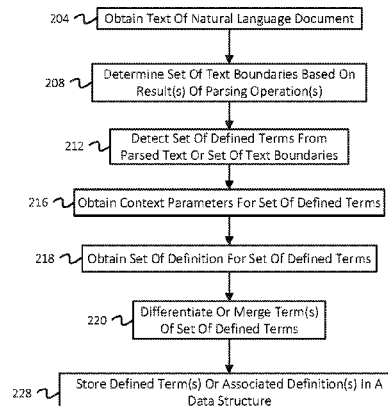 204
Obtain Text Of Natural Language Document
208
Determine Set Of Text Boundaries Based On
Result(s) Of Parsing Operation(s)
212
Detect Set Of Defined Terms From
Parsed Text Or Set Of Text Boundaries
216
Obtain Context Parameters For Set Of Defined Terms
218
Obtain Set Of Definition For Set Of Defined Terms
220
Differentiate Or Merge Term(s)
Of Set Of Defined Terms
228
Store Defined Term(s) Or Associated Definition(s) In A
Data Structure